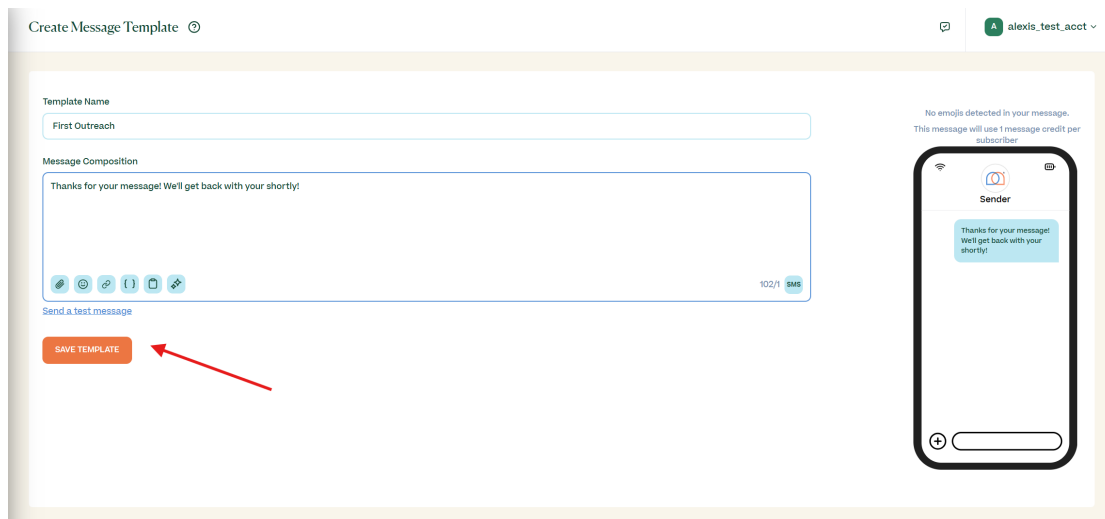 Create Message Template
A alexis_test_acct
Template Name
First Outreach
Message Composition
Thanks for your message! We'll get back with your shortly!
102/1 SMS
Send a test message
SAVE TEMPLATE
No emojis detected in your message.
This message will use 1 message credit per
subscriber
Sender
Thanks for your message!
We'll get back with your
shortly!